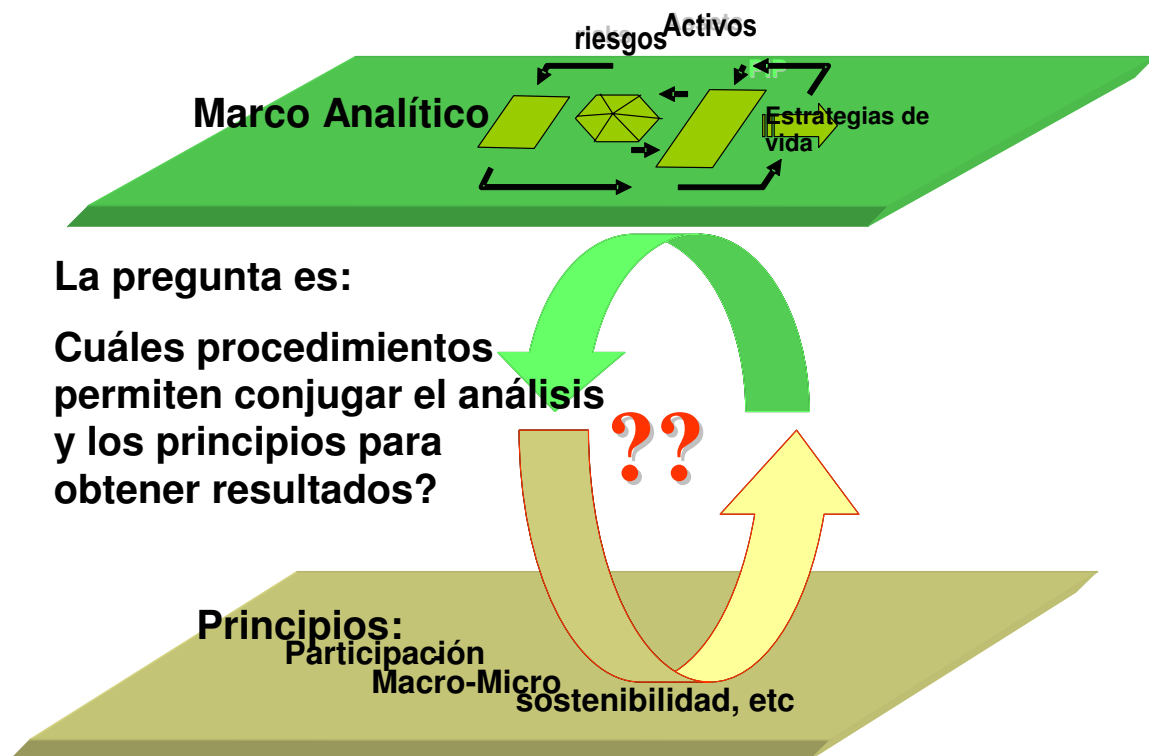 riesgos
Activos
PIP
Marco Analítico
Estrategias de
vida
La pregunta es:
Cuáles procedimientos
permiten conjugar el análisis
y los principios para
obtener resultados?
??
Principios:
Participación
Macro-Micro
sostenibilidad, etc